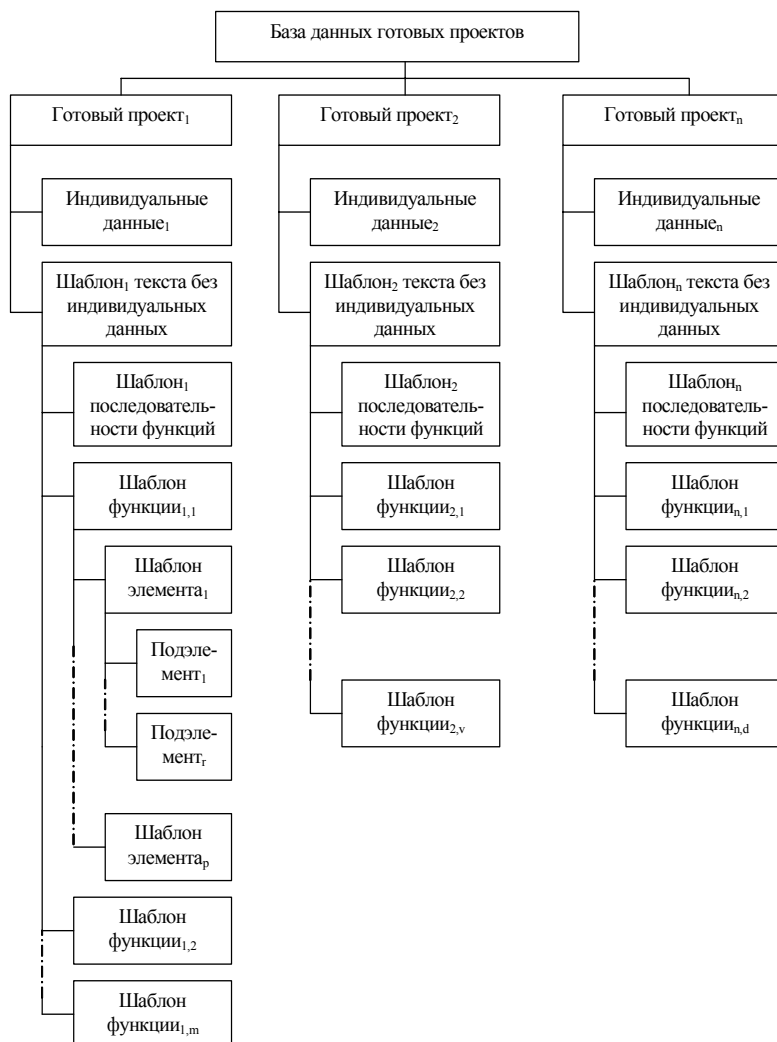 База данных готовых проектов
Готовый проект₁
Готовый проект₂
Готовый проектₙ
Индивидуальные
данные₁
Индивидуальные
данные₂
Индивидуальные
данныеₙ
Шаблон₁ текста без
индивидуальных
данных
Шаблон₂ текста без
индивидуальных
данных
Шаблонₙ текста без
индивидуальных
данных
Шаблон₁
последователь-
ности функций
Шаблон₂
последователь-
ности функций
Шаблонₙ
последователь-
ности функций
Шаблон
функции₁,₁
Шаблон
функции₂,₁
Шаблон
функцииₙ,₁
Шаблон
элемента₁
Шаблон
функции₂,₂
Шаблон
функцииₙ,₂
Подэле-
мент₁
Шаблон
функции₂,ᵥ
Шаблон
функцииn,d
Подэле-
ментᵣ
Шаблон
элементаₚ
Шаблон
функции₁,₂
Шаблон
функции₁,ₘ